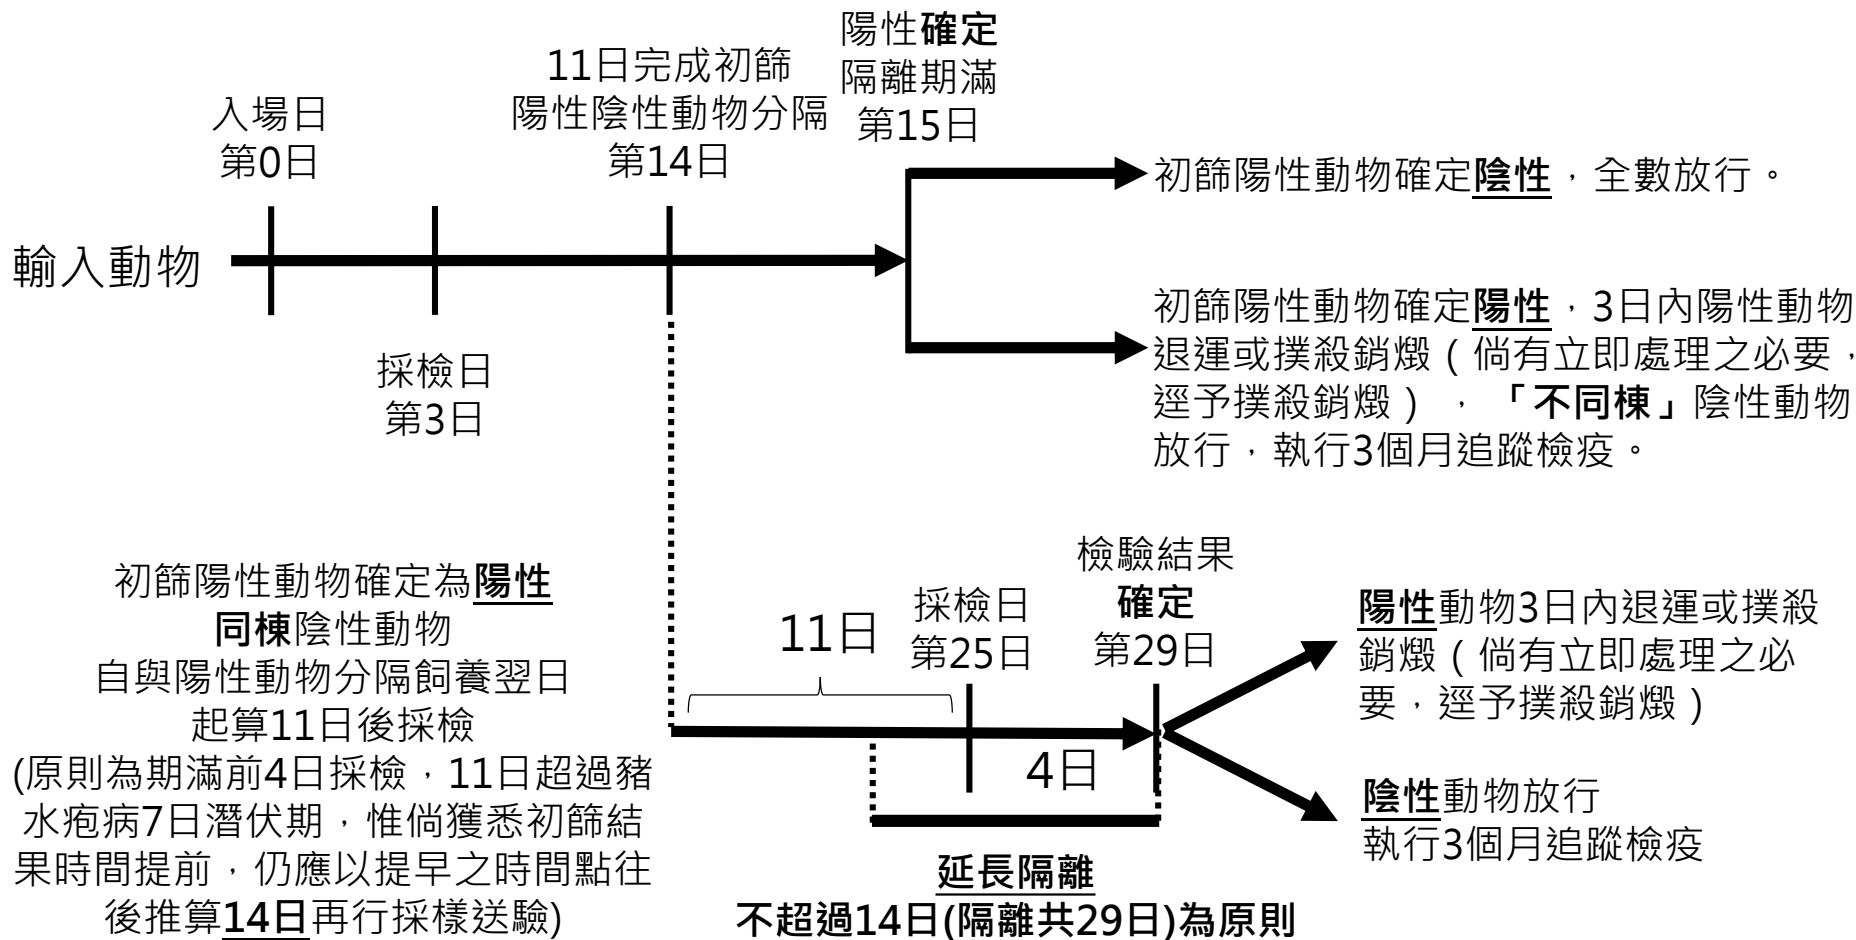 入場日
第0日
11日完成初篩
陽性陰性動物分隔
第14日
陽性確定
隔離期滿
第15日
輸入動物
採檢日
第3日
初篩陽性動物確定陰性，全數放行。
初篩陽性動物確定陽性，3日內陽性動物
退運或撲殺銷燬（倘有立即處理之必要，
逕予撲殺銷燬），「不同棟」陰性動物
放行，執行3個月追蹤檢疫。
初篩陽性動物確定為陽性
同棟陰性動物
自與陽性動物分隔飼養翌日
起算11日後採檢
(原則為期滿前4日採檢，11日超過豬
水疱病7日潛伏期，惟倘獲悉初篩結
果時間提前，仍應以提早之時間點往
後推算14日再行採樣送驗)
11日
採檢日
第25日
檢驗結果
確定
第29日
4日
延長隔離
不超過14日(隔離共29日)為原則
陽性動物3日內退運或撲殺
銷燬（倘有立即處理之必
要，逕予撲殺銷燬）
陰性動物放行
執行3個月追蹤檢疫